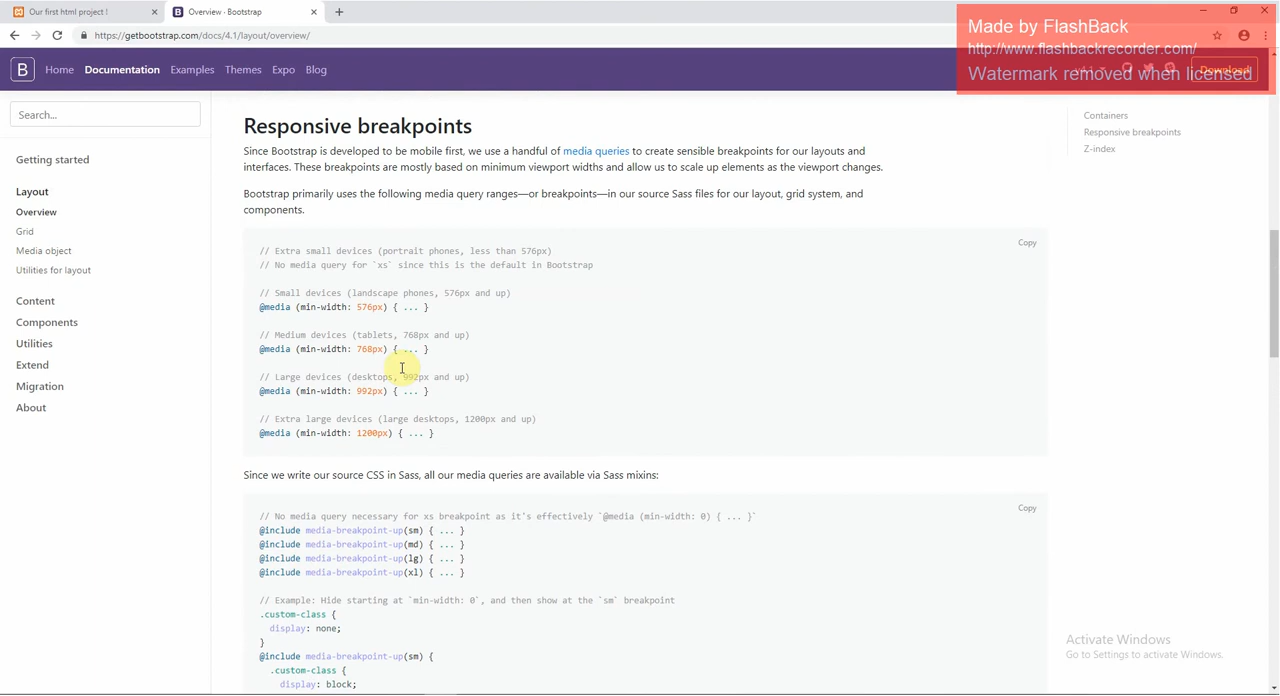 Our first html project !
Overview · Bootstrap
https://getbootstrap.com/docs/4.1/layout/overview/
Made by FlashBack
http://www.flashbackrecorder.com/
Watermark removed when licensed
B
Home
Documentation
Examples
Themes
Expo
Blog
v4.1
Download
Search...
Getting started
Layout
Overview
Grid
Media object
Utilities for layout
Content
Components
Utilities
Extend
Migration
About
Responsive breakpoints
Since Bootstrap is developed to be mobile first, we use a handful of media queries to create sensible breakpoints for our layouts and
interfaces. These breakpoints are mostly based on minimum viewport widths and allow us to scale up elements as the viewport changes.
Bootstrap primarily uses the following media query ranges—or breakpoints—in our source Sass files for our layout, grid system, and
components.
Copy
// Extra small devices (portrait phones, less than 576px)
// No media query for `xs` since this is the default in Bootstrap
// Small devices (landscape phones, 576px and up)
@media (min-width: 576px) { ... }
// Medium devices (tablets, 768px and up)
@media (min-width: 768px) { ... }
// Large devices (desktops, 992px and up)
@media (min-width: 992px) { ... }
// Extra large devices (large desktops, 1200px and up)
@media (min-width: 1200px) { ... }
Since we write our source CSS in Sass, all our media queries are available via Sass mixins:
Copy
// No media query necessary for xs breakpoint as it's effectively `@media (min-width: 0) { ... }`
@include media-breakpoint-up(sm) { ... }
@include media-breakpoint-up(md) { ... }
@include media-breakpoint-up(lg) { ... }
@include media-breakpoint-up(xl) { ... }
// Example: Hide starting at `min-width: 0`, and then show at the `sm` breakpoint
.custom-class {
display: none;
}
@include media-breakpoint-up(sm) {
.custom-class {
display: block;
Containers
Responsive breakpoints
Z-index
Activate Windows
Go to Settings to activate Windows.